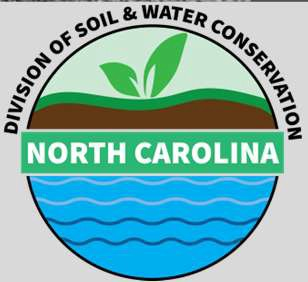 DIVISION OF SOIL & WATER CONSERVATION
NORTH CAROLINA